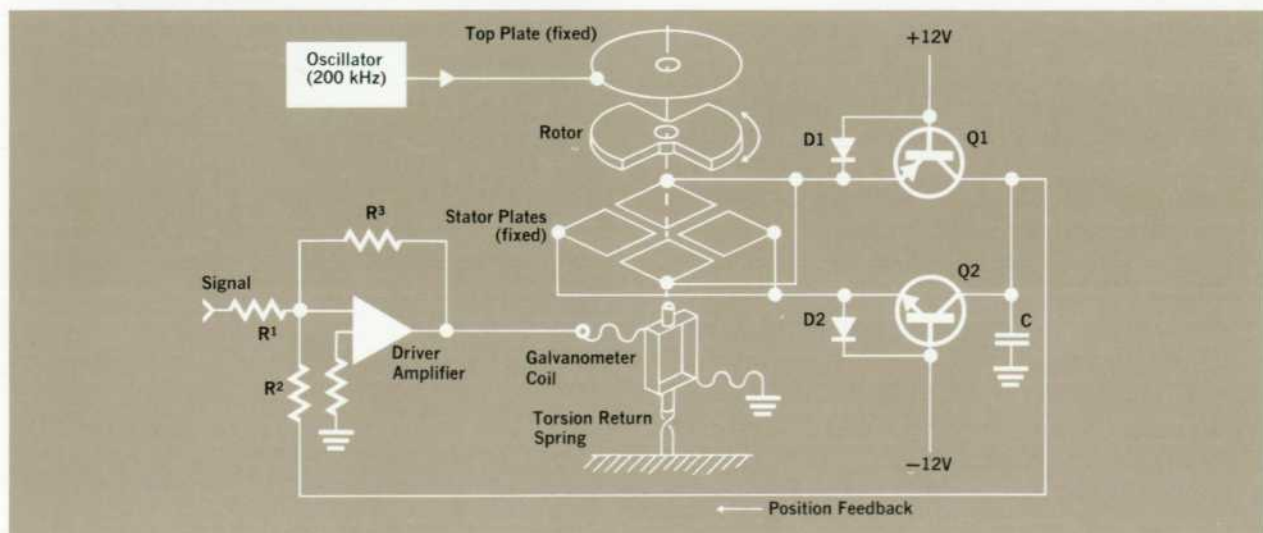 Top Plate (fixed)
+12V
Oscillator
(200 kHz)
Rotor
D1
Q1
R3
Stator Plates
(fixed)
Signal
Q2
R1
D2
C
Driver
Amplifier
Galvanometer
Coil
R2
Torsion Return
Spring
—12V
Position Feedback